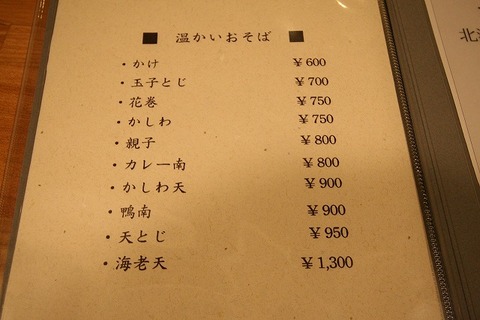 ■ 温かいおそば ■
・かけ ¥600
・玉子とじ ¥700
・花巻 ¥750
・かしわ ¥750
・親子 ¥800
・カレー南 ¥800
・かしわ天 ¥900
・鴨南 ¥900
・天とじ ¥950
・海老天 ¥1,300
北